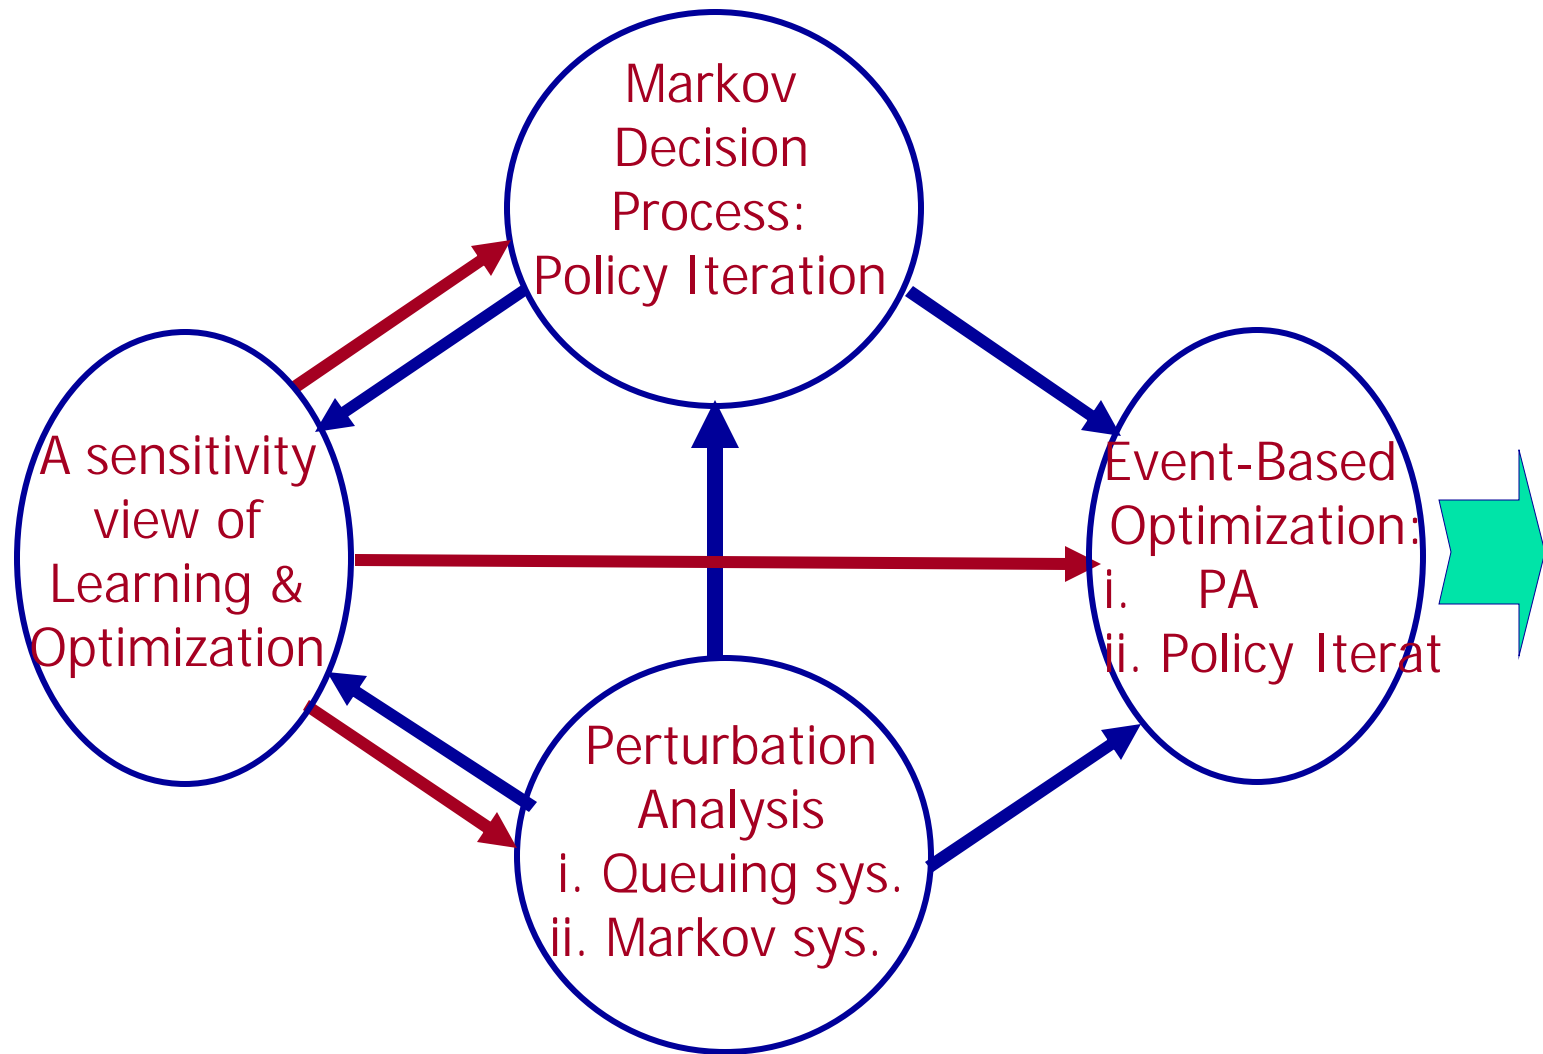 Markov
Decision
Process:
Policy Iteration
A sensitivity
view of
Learning &
Optimization
Event-Based
Optimization:
i. PA
ii. Policy Iterat
Perturbation
Analysis
i. Queuing sys.
ii. Markov sys.